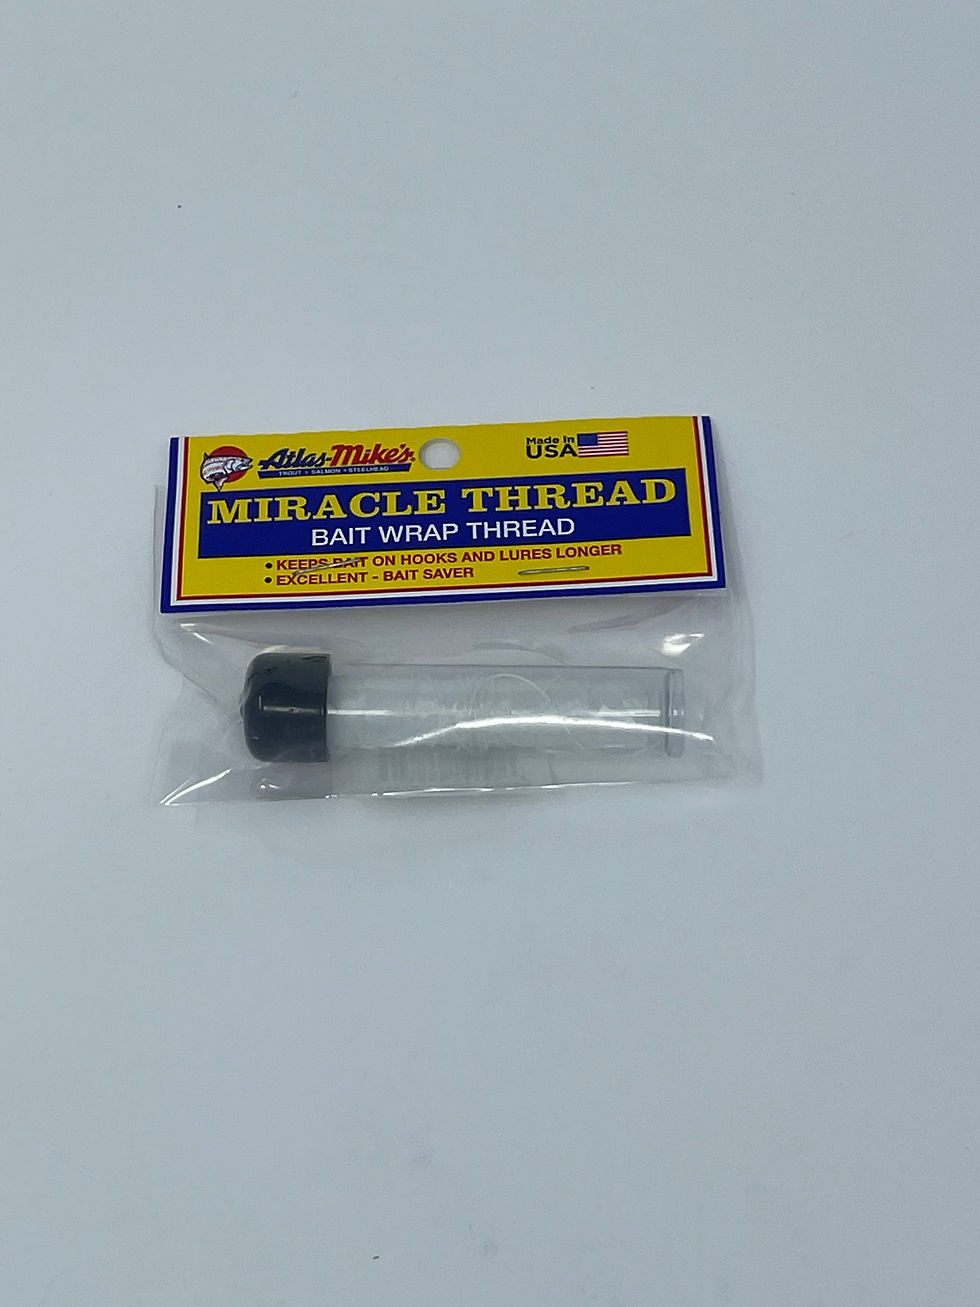 Atlas-Mike's
TROUT • SALMON • STEELHEAD
Made in
USA
MIRACLE THREAD
BAIT WRAP THREAD
• KEEPS BAIT ON HOOKS AND LURES LONGER
• EXCELLENT - BAIT SAVER